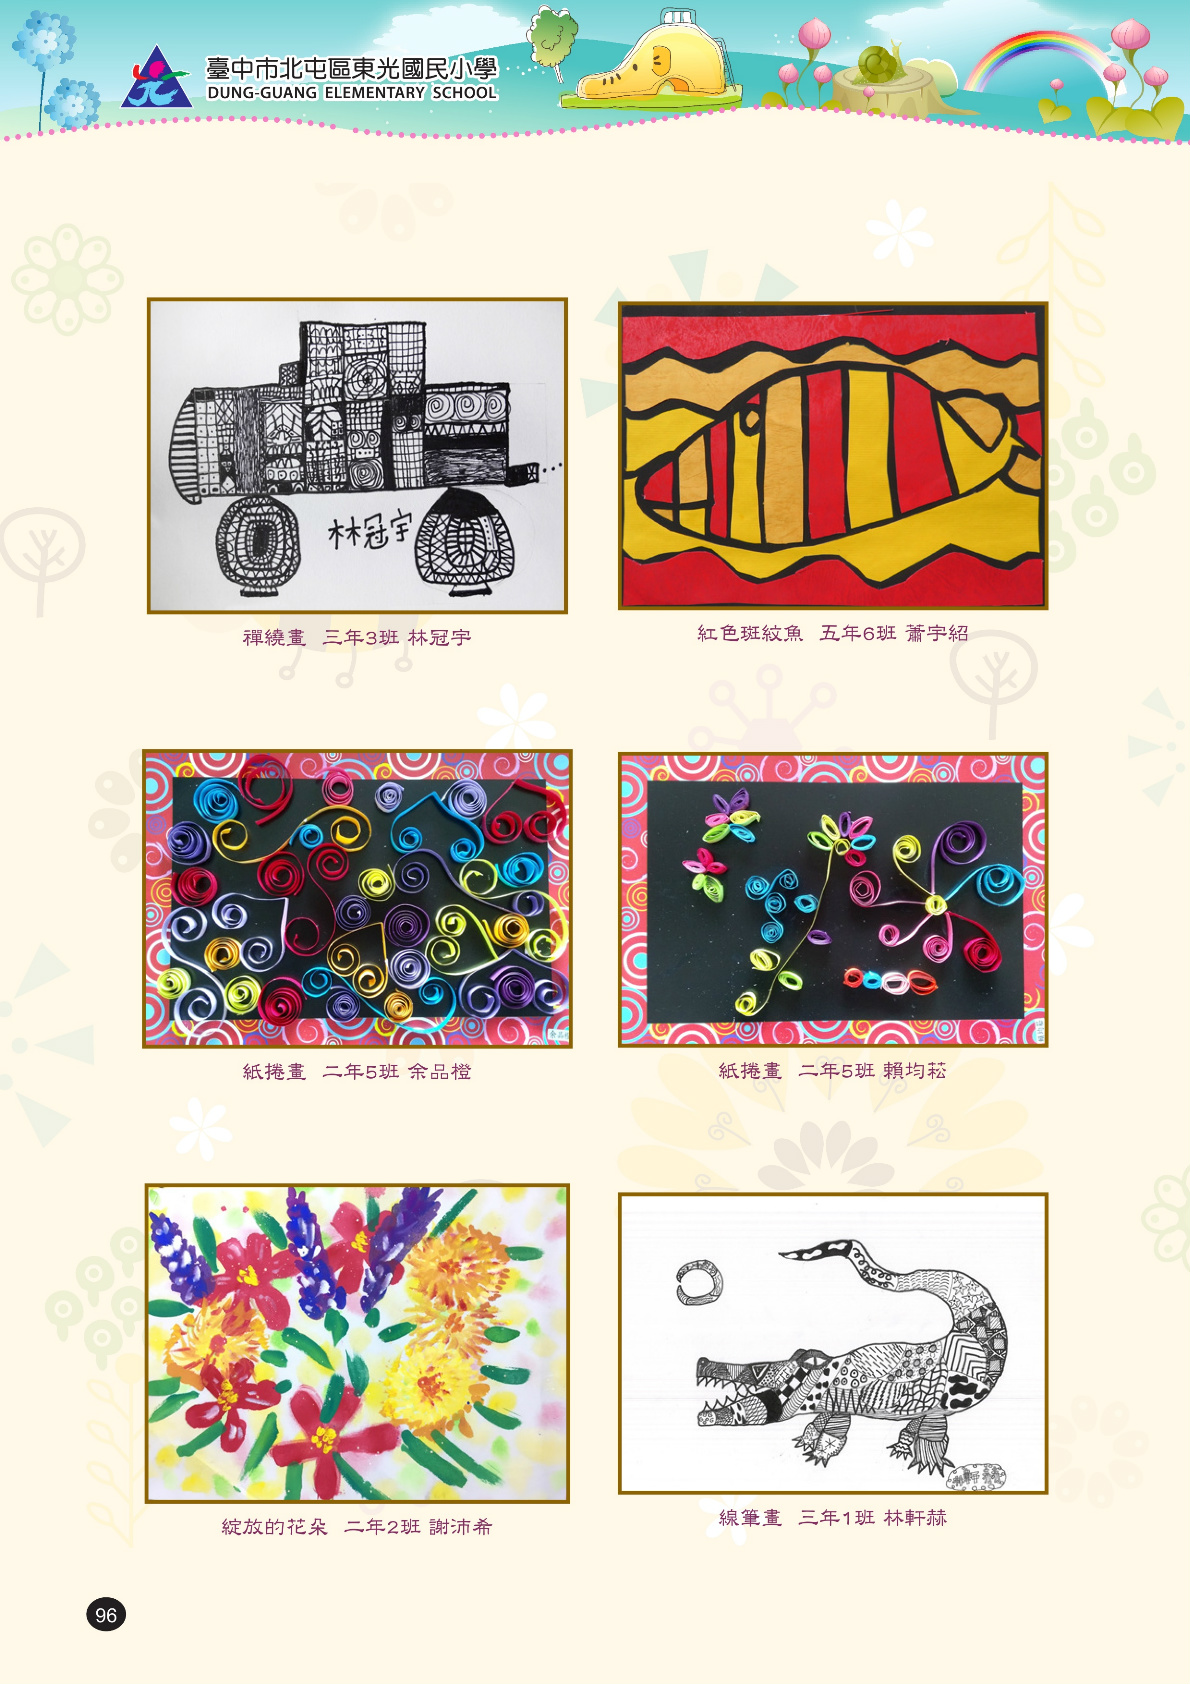 臺中市北屯區東光國民小學
DUNG-GUANG ELEMENTARY SCHOOL
林冠宇
禪繞畫 三年3班 林冠宇
紅色斑紋魚 五年6班 蕭宇紹
余品橙
紙捲畫 二年5班 余品橙
紙捲畫 二年5班 賴均菘
綻放的花朵 二年2班 謝沛希
線筆畫 三年1班 林軒赫
96